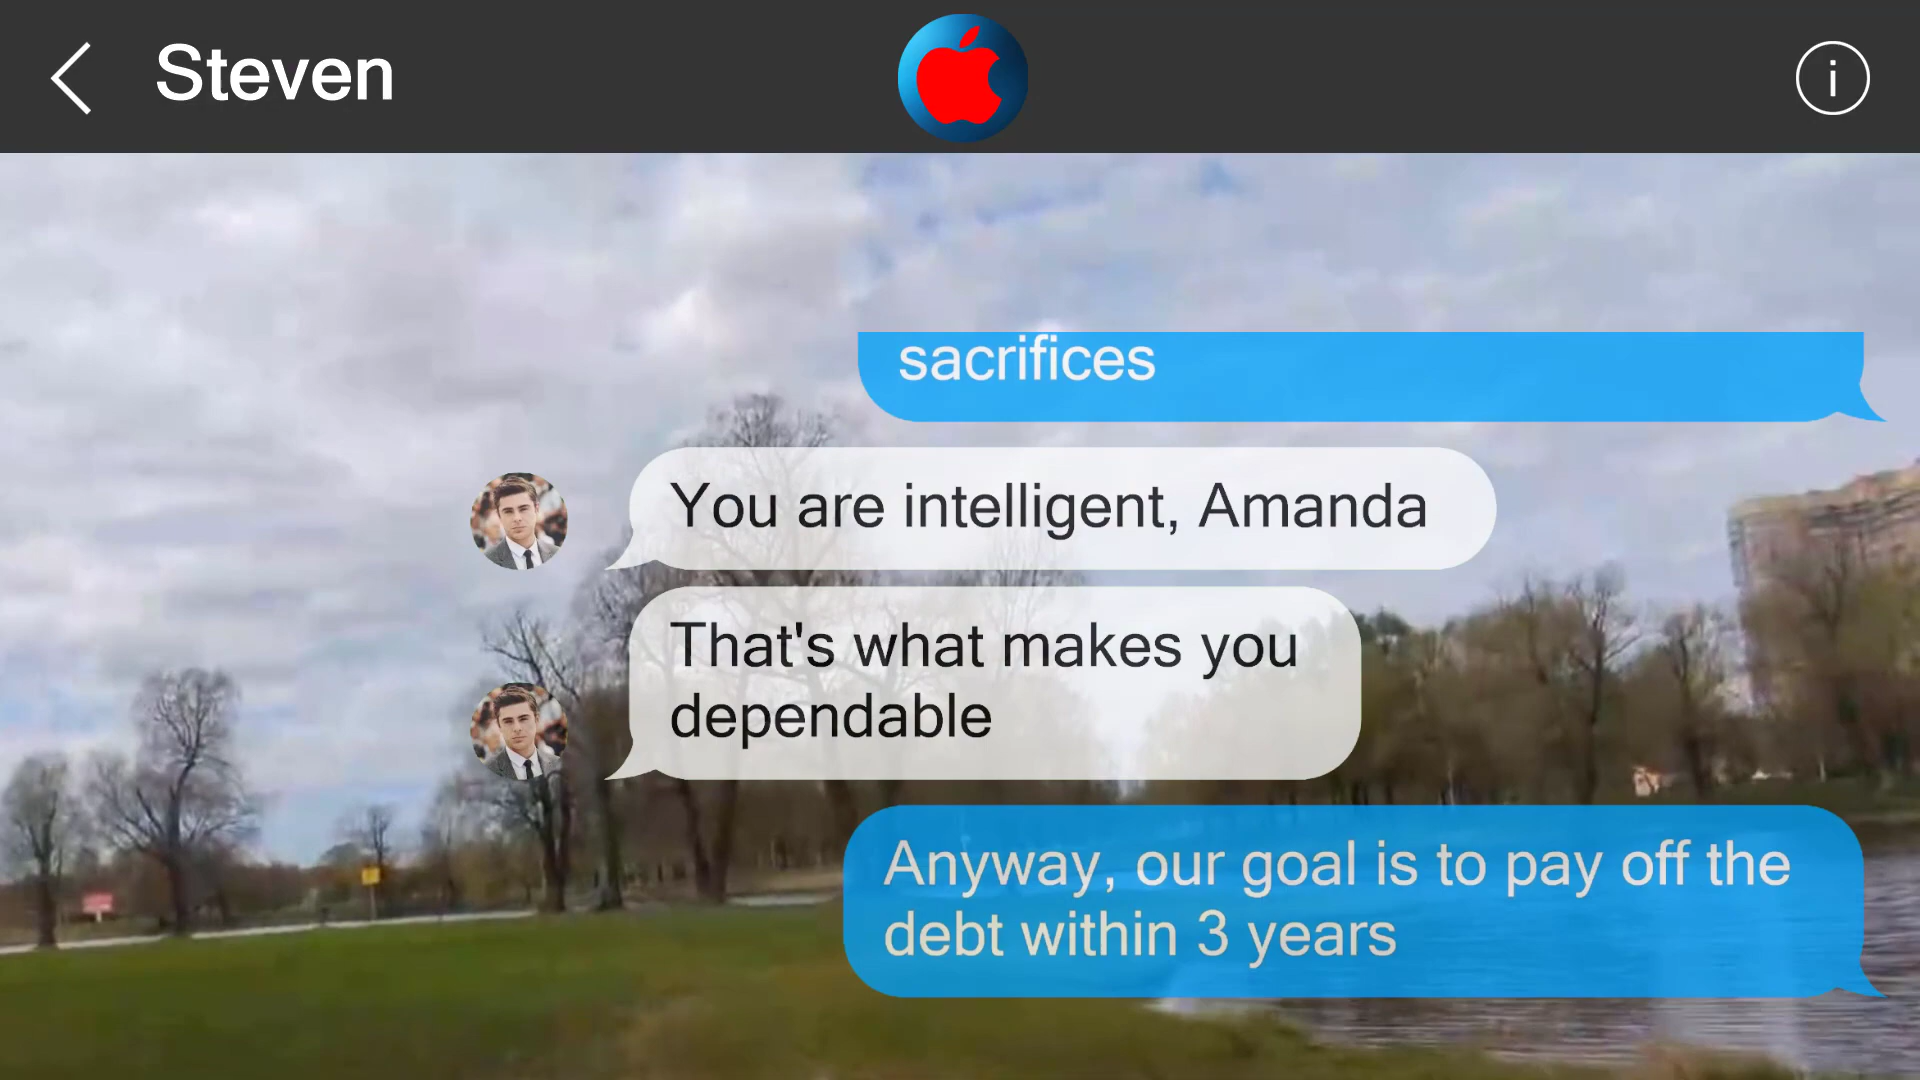 Steven
i
sacrifices
You are intelligent, Amanda
That's what makes you
dependable
Anyway, our goal is to pay off the
debt within 3 years